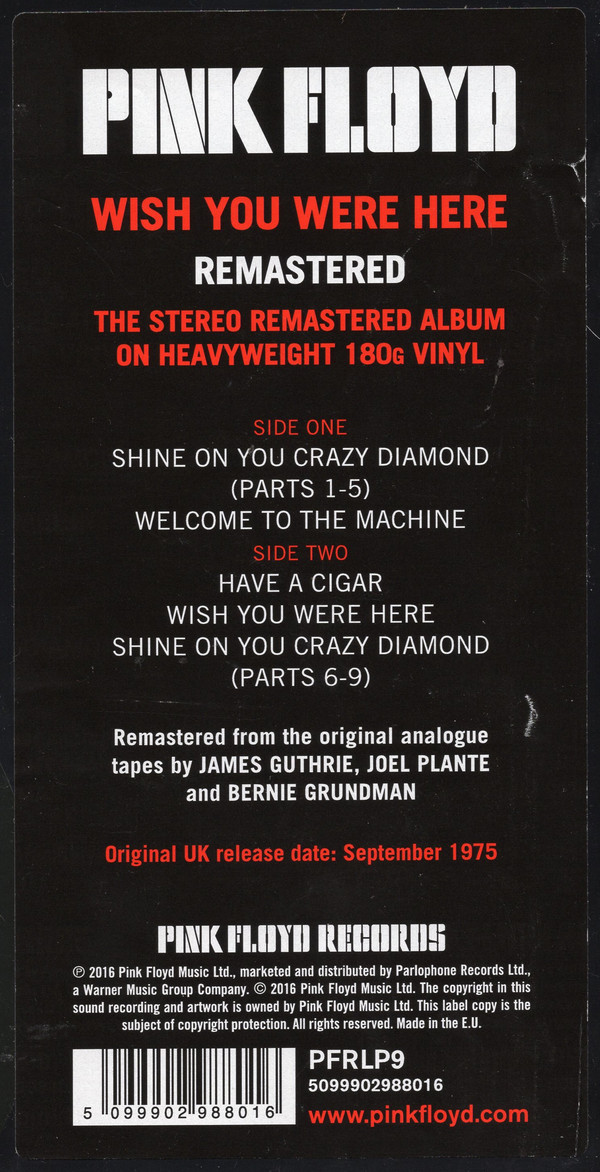 PINK FLOYD
WISH YOU WERE HERE
REMASTERED
THE STEREO REMASTERED ALBUM
ON HEAVYWEIGHT 180G VINYL
SIDE ONE
SHINE ON YOU CRAZY DIAMOND
(PARTS 1-5)
WELCOME TO THE MACHINE
SIDE TWO
HAVE A CIGAR
WISH YOU WERE HERE
SHINE ON YOU CRAZY DIAMOND
(PARTS 6-9)
Remastered from the original analogue
tapes by JAMES GUTHRIE, JOEL PLANTE
and BERNIE GRUNDMAN
Original UK release date: September 1975
PINK FLOYD RECORDS
℗ 2016 Pink Floyd Music Ltd., marketed and distributed by Parlophone Records Ltd.,
a Warner Music Group Company. © 2016 Pink Floyd Music Ltd. The copyright in this
sound recording and artwork is owned by Pink Floyd Music Ltd. This label copy is the
subject of copyright protection. All rights reserved. Made in the E.U.
PFRLP9
5099902988016
www.pinkfloyd.com
5 099902 988016